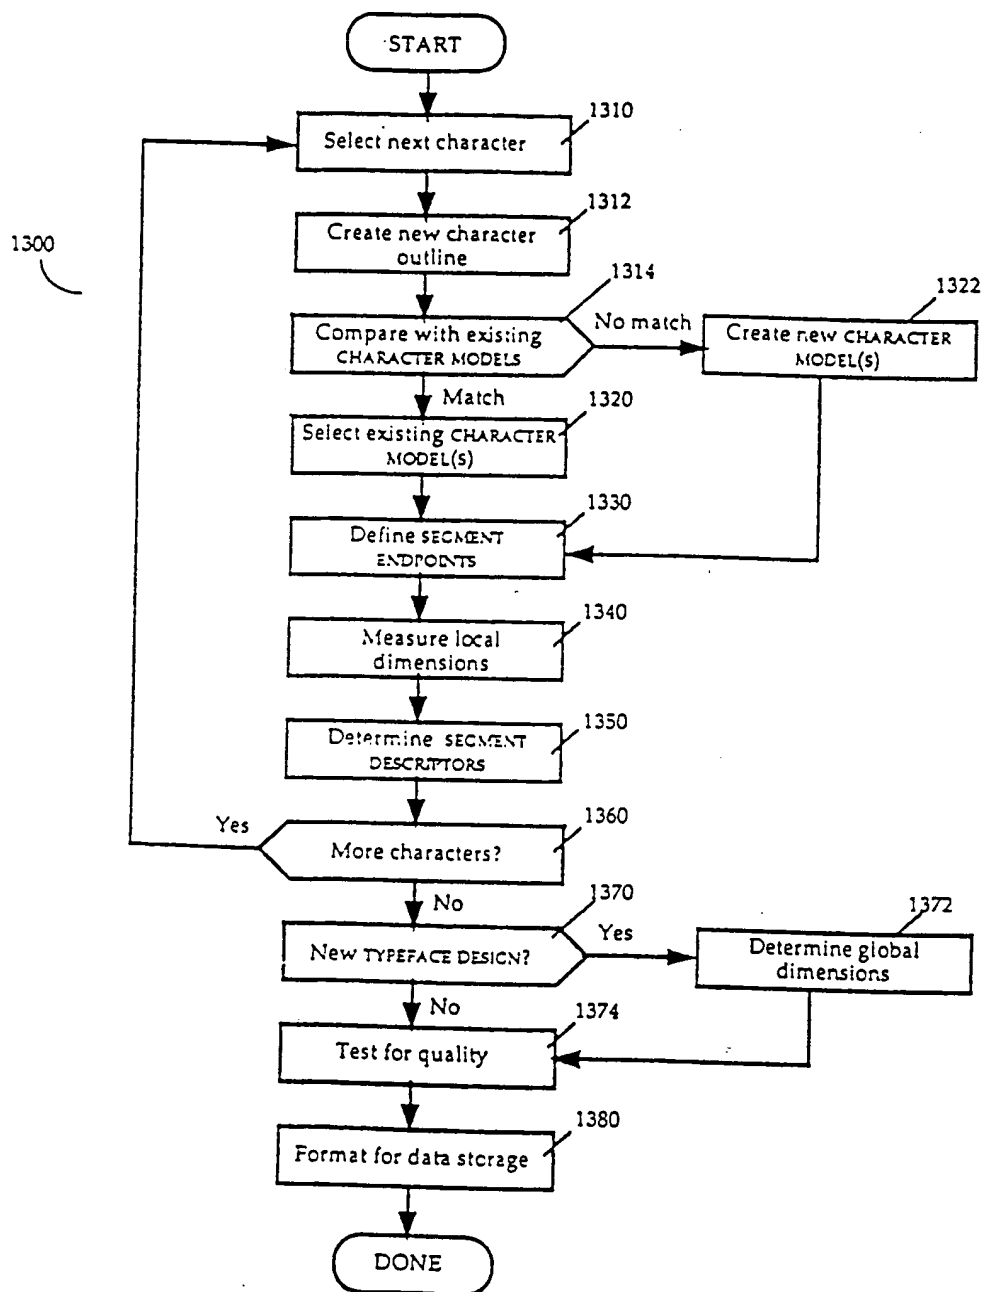 START
1310
Select next character
1312
Create new character
outline
1300
1314
Compare with existing
CHARACTER MODELS
No match
1322
Create new CHARACTER
MODEL(S)
Match
1320
Select existing CHARACTER
MODEL(S)
1330
Define SEGMENT
ENDPOINTS
1340
Measure local
dimensions
1350
Determine SEGMENT
DESCRIPTORS
Yes
1360
More characters?
No
1370
New TYPEFACE DESIGN?
Yes
1372
Determine global
dimensions
No
1374
Test for quality
1380
Format for data storage
DONE